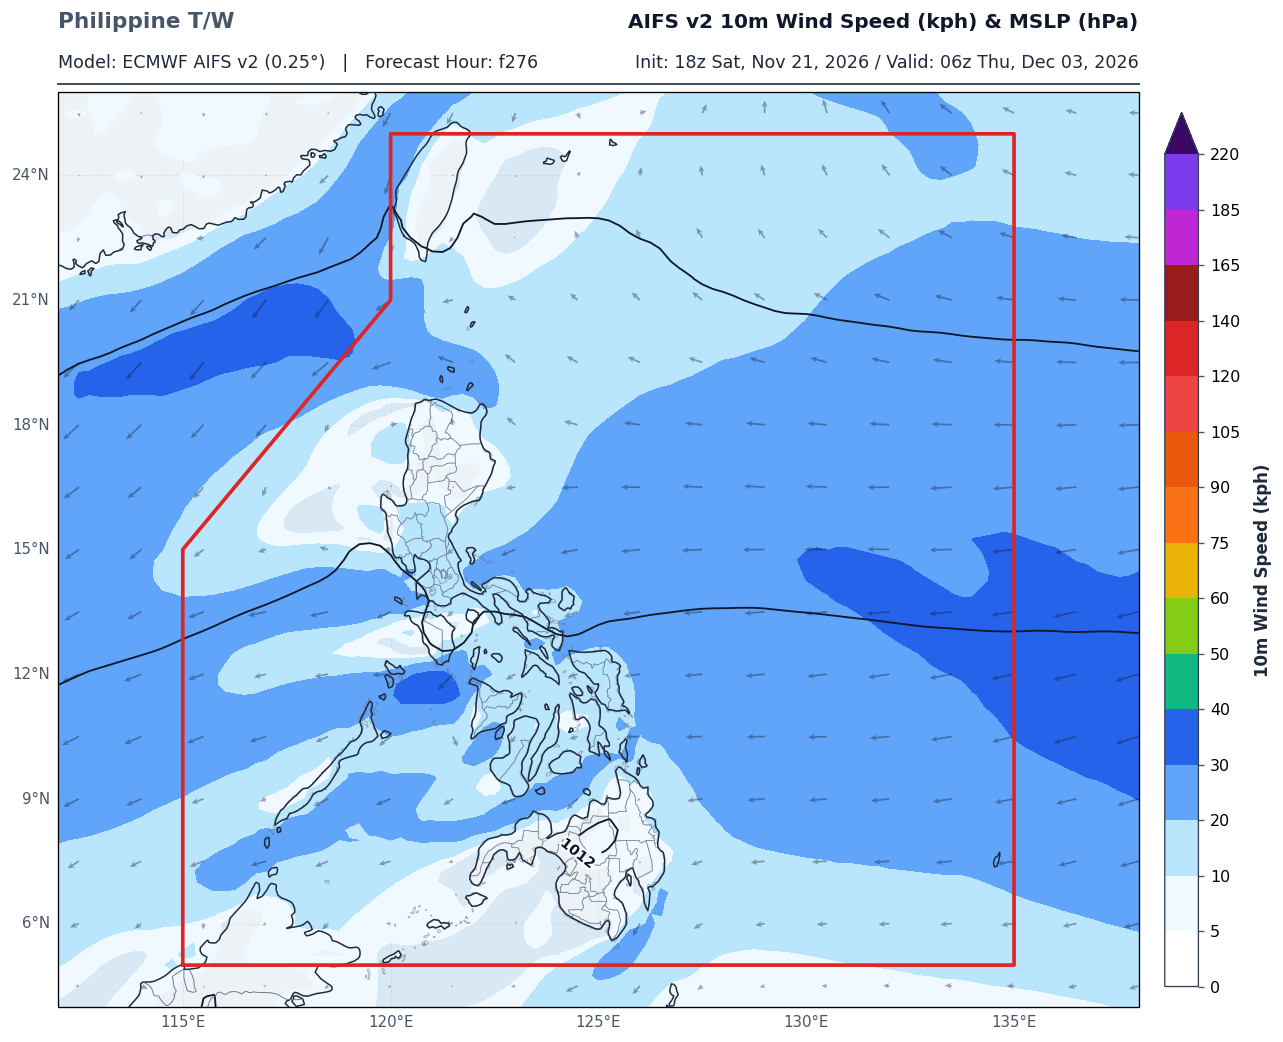 Philippine T/W
AIFS v2 10m Wind Speed (kph) & MSLP (hPa)
Model: ECMWF AIFS v2 (0.25°) | Forecast Hour: f276
Init: 18z Sat, Nov 21, 2026 / Valid: 06z Thu, Dec 03, 2026
24°N
21°N
18°N
15°N
12°N
9°N
6°N
115°E
120°E
125°E
130°E
135°E
1012
220
185
165
140
120
105
90
75
60
50
40
30
20
10
5
0
10m Wind Speed (kph)